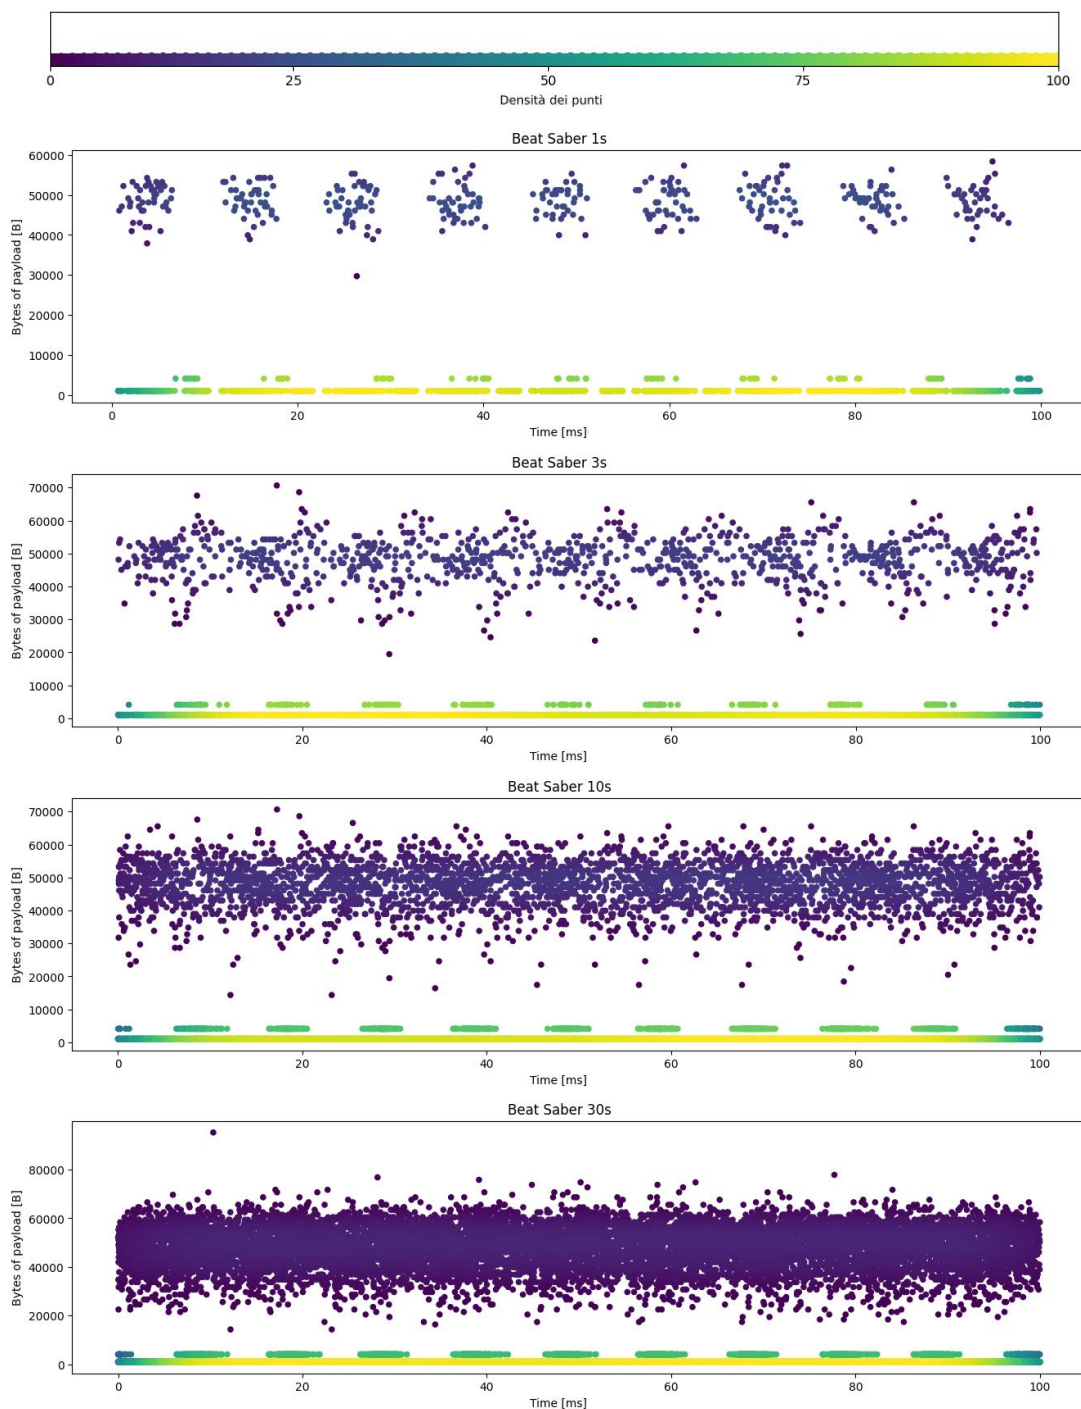 0 25 50 75 100
Densità dei punti
Beat Saber 1s
60000
50000
40000
30000
20000
10000
0
Bytes of payload [B]
0 20 40 60 80 100
Time [ms]
Beat Saber 3s
70000
60000
50000
40000
30000
20000
10000
0
Bytes of payload [B]
0 20 40 60 80 100
Time [ms]
Beat Saber 10s
70000
60000
50000
40000
30000
20000
10000
0
Bytes of payload [B]
0 20 40 60 80 100
Time [ms]
Beat Saber 30s
80000
60000
40000
20000
0
Bytes of payload [B]
0 20 40 60 80 100
Time [ms]